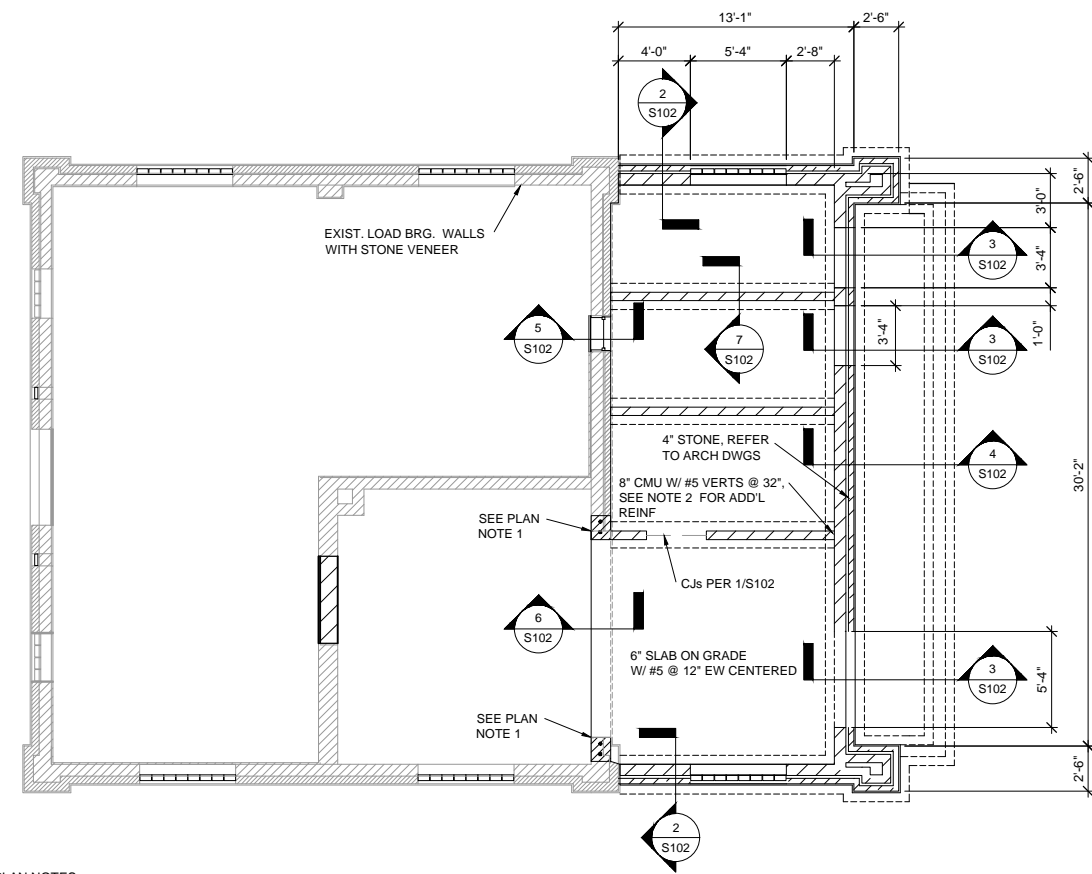 13'-1"
2'-6"
4'-0"
5'-4"
2'-8"
2
S102
2'-6"
3'-0"
EXIST. LOAD BRG. WALLS
WITH STONE VENEER
3
S102
3'-4"
5
S102
7
S102
3
S102
3'-4"
1'-0"
4" STONE, REFER
TO ARCH DWGS
4
S102
30'-2"
8" CMU W/ #5 VERTS @ 32",
SEE NOTE 2 FOR ADD'L
REINF
SEE PLAN
NOTE 1
CJs PER 1/S102
6
S102
6" SLAB ON GRADE
W/ #5 @ 12" EW CENTERED
3
S102
5'-4"
SEE PLAN
NOTE 1
2'-6"
2
S102
PLAN NOTES